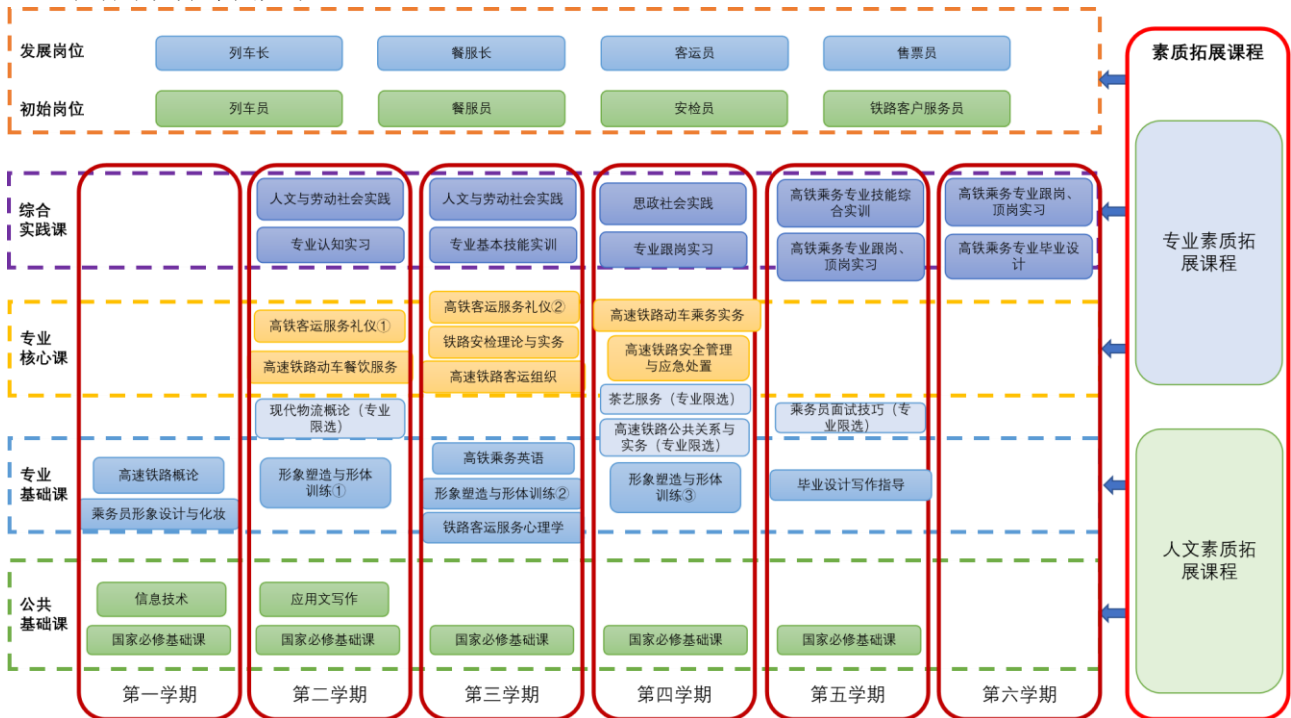 发展岗位
列车长
餐服长
客运员
售票员
素质拓展课程
初始岗位
列车员
餐服员
安检员
铁路客户服务员
综合
实践课
人文与劳动社会实践
人文与劳动社会实践
思政社会实践
高铁乘务专业技能综
合实训
高铁乘务专业跟岗、
顶岗实习
专业认知实习
专业基本技能实训
专业跟岗实习
高铁乘务专业跟岗、
顶岗实习
高铁乘务专业毕业设
计
专业素质拓
展课程
专业
核心课
高铁客运服务礼仪①
高速铁路动车餐饮服务
高铁客运服务礼仪②
铁路安检理论与实务
高速铁路客运组织
高速铁路动车乘务实务
高速铁路安全管理
与应急处置
现代物流概论（专业
限选）
茶艺服务（专业限选）
高速铁路公共关系与
实务（专业限选）
乘务员面试技巧（专
业限选）
专业
基础课
高速铁路概论
乘务员形象设计与化妆
形象塑造与形体
训练①
高铁乘务英语
形象塑造与形体训练②
铁路客运服务心理学
形象塑造与形体
训练③
毕业设计写作指导
人文素质拓
展课程
公共
基础课
信息技术
应用文写作
国家必修基础课
国家必修基础课
国家必修基础课
国家必修基础课
国家必修基础课
第一学期
第二学期
第三学期
第四学期
第五学期
第六学期